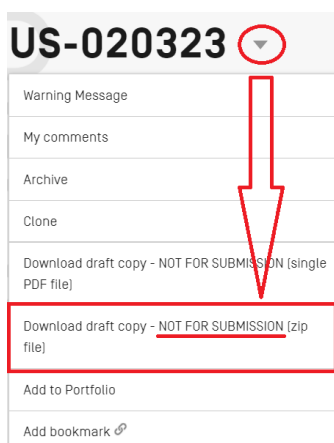 US-020323
Warning Message
My comments
Archive
Clone
Download draft copy - NOT FOR SUBMISSION (single
PDF file)
Download draft copy - NOT FOR SUBMISSION (zip
file)
Add to Portfolio
Add bookmark